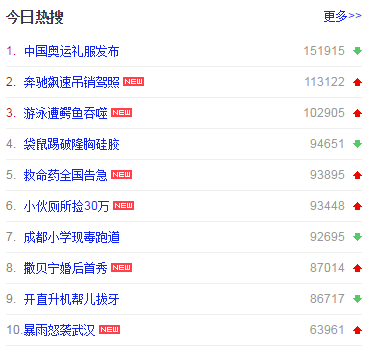 今日热搜 更多>>
1. 中国奥运礼服发布 151915
2. 奔驰飙速吊销驾照 NEW 113122
3. 游泳遭鳄鱼吞噬 NEW 102905
4. 袋鼠踢破隆胸硅胶 94651
5. 救命药全国告急 NEW 93895
6. 小伙厕所捡30万 NEW 93448
7. 成都小学现毒跑道 92695
8. 撒贝宁婚后首秀 NEW 87014
9. 开直升机帮儿拔牙 86717
10. 暴雨怒袭武汉 NEW 63961